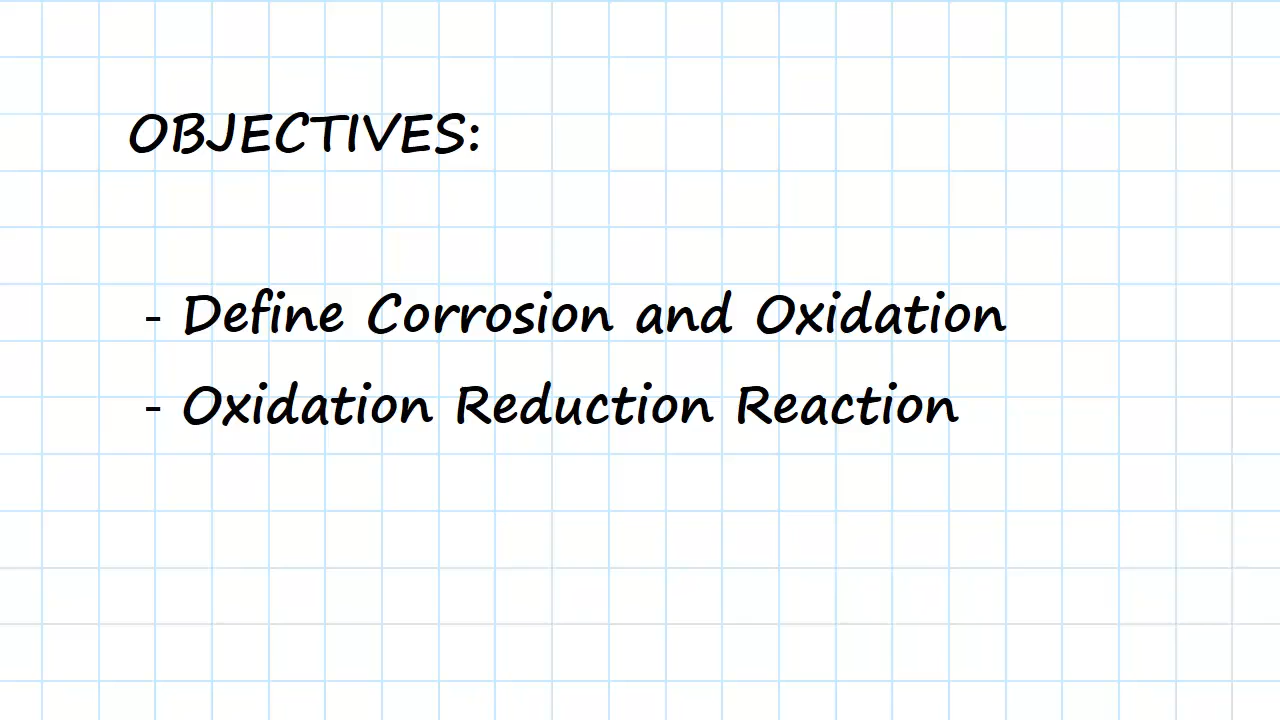 OBJECTIVES:
- Define Corrosion and Oxidation
- Oxidation Reduction Reaction